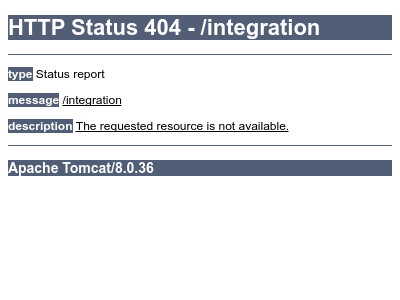 HTTP Status 404 - /integration
type Status report
message /integration
description The requested resource is not available.
Apache Tomcat/8.0.36